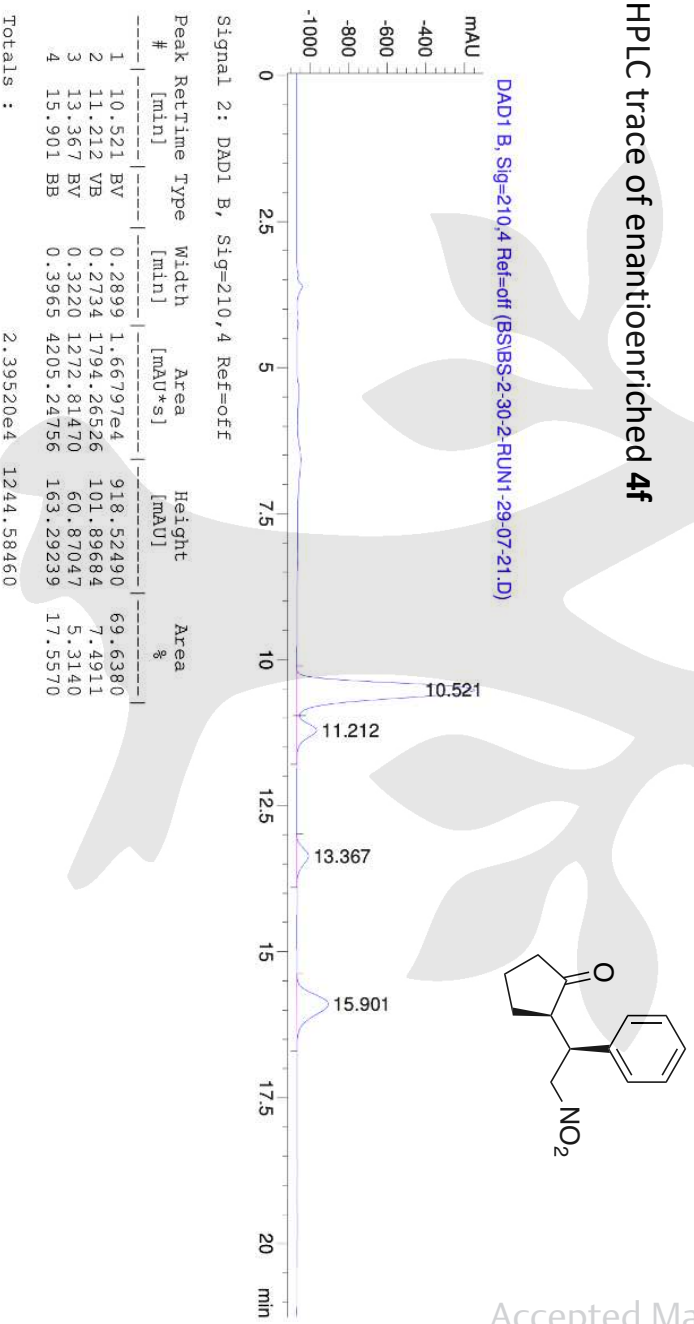 HPLC trace of enantioenriched 4f
O
NO2
DAD1 B, Sig=210,4 Ref=off (BS\BS-2-30-2-RUN1-29-07-21.D)
mAU
-400
-600
-800
-1000
10.521
11.212
13.367
15.901
0 2.5 5 7.5 10 12.5 15 17.5 20 min
Signal 2: DAD1 B, Sig=210,4 Ref=off
Peak RetTime Type Width Area Height Area
# [min] [min] [mAU*s] [mAU] %
----|-------|----|-------|----------|----------|--------|
1 10.521 BV 0.2899 1.66797e4 918.52490 69.6380
2 11.212 VB 0.2734 1794.26526 101.89684 7.4911
3 13.367 BV 0.3220 1272.81470 60.87047 5.3140
4 15.901 BB 0.3965 4205.24756 163.29239 17.5570
Totals : 2.39520e4 1244.58460
Accepted Ma